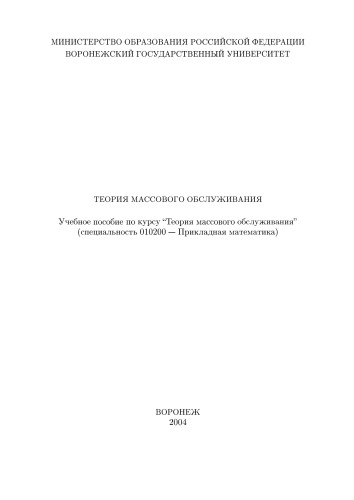 МИНИСТЕРСТВО ОБРАЗОВАНИЯ РОССИЙСКОЙ ФЕДЕРАЦИИ
ВОРОНЕЖСКИЙ ГОСУДАРСТВЕННЫЙ УНИВЕРСИТЕТ
ТЕОРИЯ МАССОВОГО ОБСЛУЖИВАНИЯ
Учебное пособие по курсу “Теория массового обслуживания”
(специальность 010200 — Прикладная математика)
ВОРОНЕЖ
2004